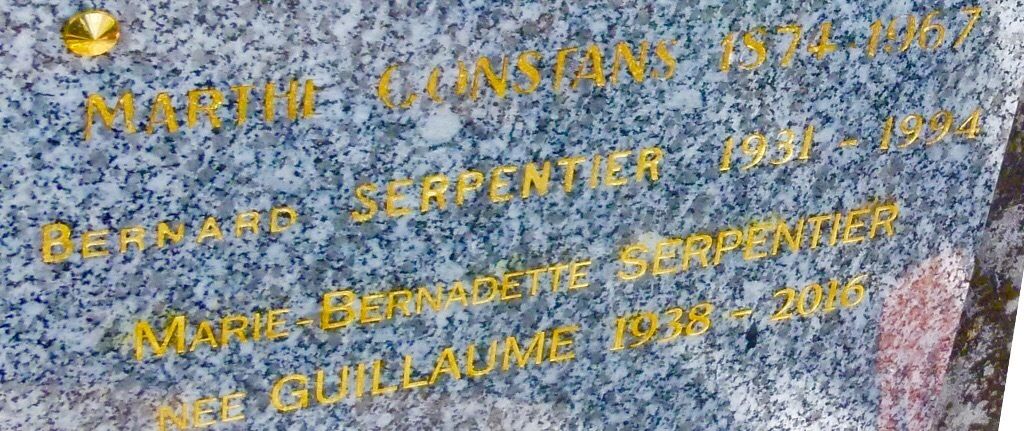 MARTHE CONSTANS 1874-1967
BERNARD SERPENTIER 1931 - 1994
MARIE-BERNADETTE SERPENTIER
NEE GUILLAUME 1938 - 2016